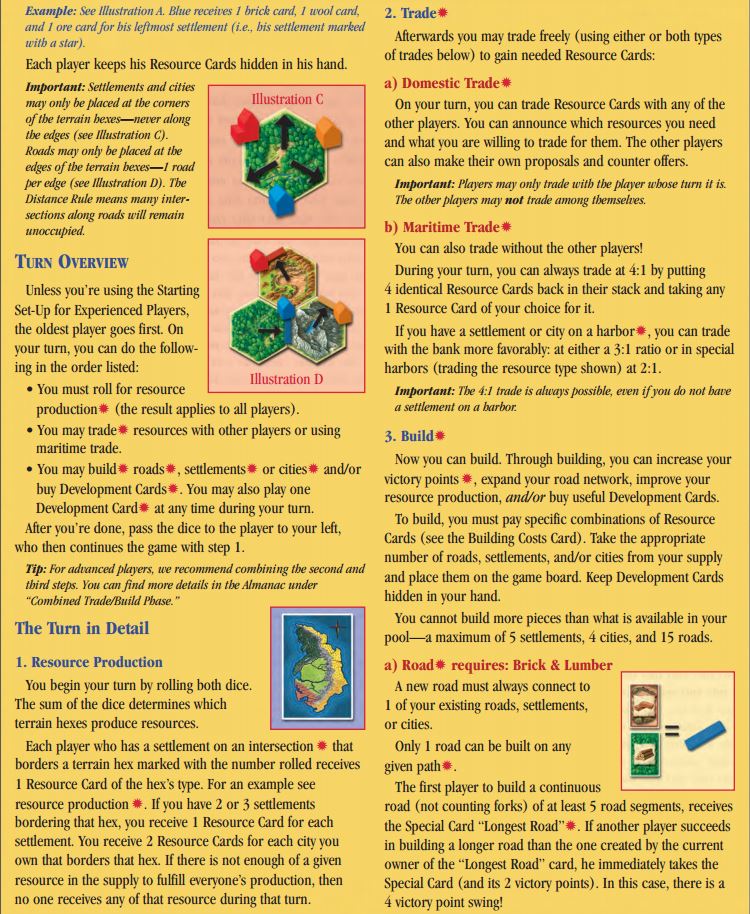 Example: See Illustration A. Blue receives 1 brick card, 1 wool card,
and 1 ore card for his leftmost settlement (i.e., his settlement marked
with a star).
Each player keeps his Resource Cards hidden in his hand.
Important: Settlements and cities
may only be placed at the corners
of the terrain hexes—never along
the edges (see Illustration C).
Roads may only be placed at the
edges of the terrain hexes—1 road
per edge (see Illustration D). The
Distance Rule means many inter-
sections along roads will remain
unoccupied.
Illustration C
TURN OVERVIEW
Unless you're using the Starting
Set-Up for Experienced Players,
the oldest player goes first. On
your turn, you can do the follow-
ing in the order listed:
Illustration D
• You must roll for resource
production✹ (the result applies to all players).
• You may trade✹ resources with other players or using
maritime trade.
• You may build✹ roads✹, settlements✹ or cities✹ and/or
buy Development Cards✹. You may also play one
Development Card✹ at any time during your turn.
After you're done, pass the dice to the player to your left,
who then continues the game with step 1.
Tip: For advanced players, we recommend combining the second and
third steps. You can find more details in the Almanac under
"Combined Trade/Build Phase."
The Turn in Detail
1. Resource Production
You begin your turn by rolling both dice.
The sum of the dice determines which
terrain hexes produce resources.
Each player who has a settlement on an intersection ✹ that
borders a terrain hex marked with the number rolled receives
1 Resource Card of the hex's type. For an example see
resource production ✹. If you have 2 or 3 settlements
bordering that hex, you receive 1 Resource Card for each
settlement. You receive 2 Resource Cards for each city you
own that borders that hex. If there is not enough of a given
resource in the supply to fulfill everyone's production, then
no one receives any of that resource during that turn.
2. Trade✹
Afterwards you may trade freely (using either or both types
of trades below) to gain needed Resource Cards:
a) Domestic Trade✹
On your turn, you can trade Resource Cards with any of the
other players. You can announce which resources you need
and what you are willing to trade for them. The other players
can also make their own proposals and counter offers.
Important: Players may only trade with the player whose turn it is.
The other players may not trade among themselves.
b) Maritime Trade✹
You can also trade without the other players!
During your turn, you can always trade at 4:1 by putting
4 identical Resource Cards back in their stack and taking any
1 Resource Card of your choice for it.
If you have a settlement or city on a harbor✹, you can trade
with the bank more favorably: at either a 3:1 ratio or in special
harbors (trading the resource type shown) at 2:1.
Important: The 4:1 trade is always possible, even if you do not have
a settlement on a harbor.
3. Build✹
Now you can build. Through building, you can increase your
victory points ✹, expand your road network, improve your
resource production, and/or buy useful Development Cards.
To build, you must pay specific combinations of Resource
Cards (see the Building Costs Card). Take the appropriate
number of roads, settlements, and/or cities from your supply
and place them on the game board. Keep Development Cards
hidden in your hand.
You cannot build more pieces than what is available in your
pool—a maximum of 5 settlements, 4 cities, and 15 roads.
a) Road✹ requires: Brick & Lumber
A new road must always connect to
1 of your existing roads, settlements,
or cities.
Only 1 road can be built on any
given path✹.
=
The first player to build a continuous
road (not counting forks) of at least 5 road segments, receives
the Special Card "Longest Road"✹. If another player succeeds
in building a longer road than the one created by the current
owner of the "Longest Road" card, he immediately takes the
Special Card (and its 2 victory points). In this case, there is a
4 victory point swing!